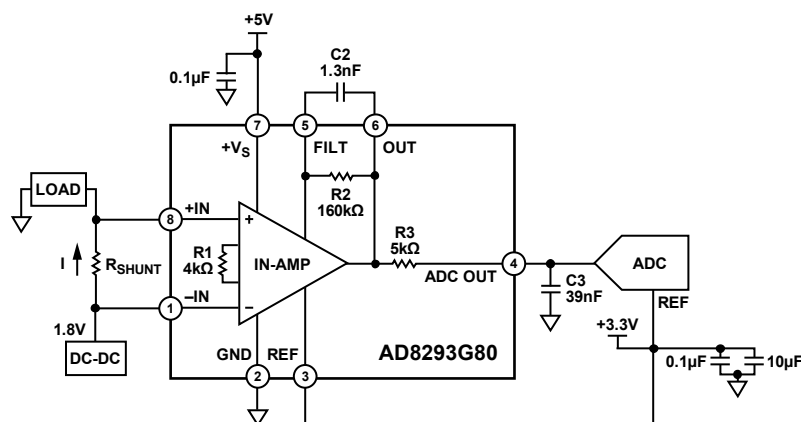 +5V
C2
1.3nF
0.1µF
7
5
6
+VS
FILT
OUT
LOAD
R2
160kΩ
8
+IN
R3
5kΩ
I
RSHUNT
R1
4kΩ
+
IN-AMP
−
ADC OUT
4
ADC
C3
39nF
REF
1
−IN
1.8V
DC-DC
+3.3V
GND
REF
AD8293G80
0.1µF
10µF
2
3